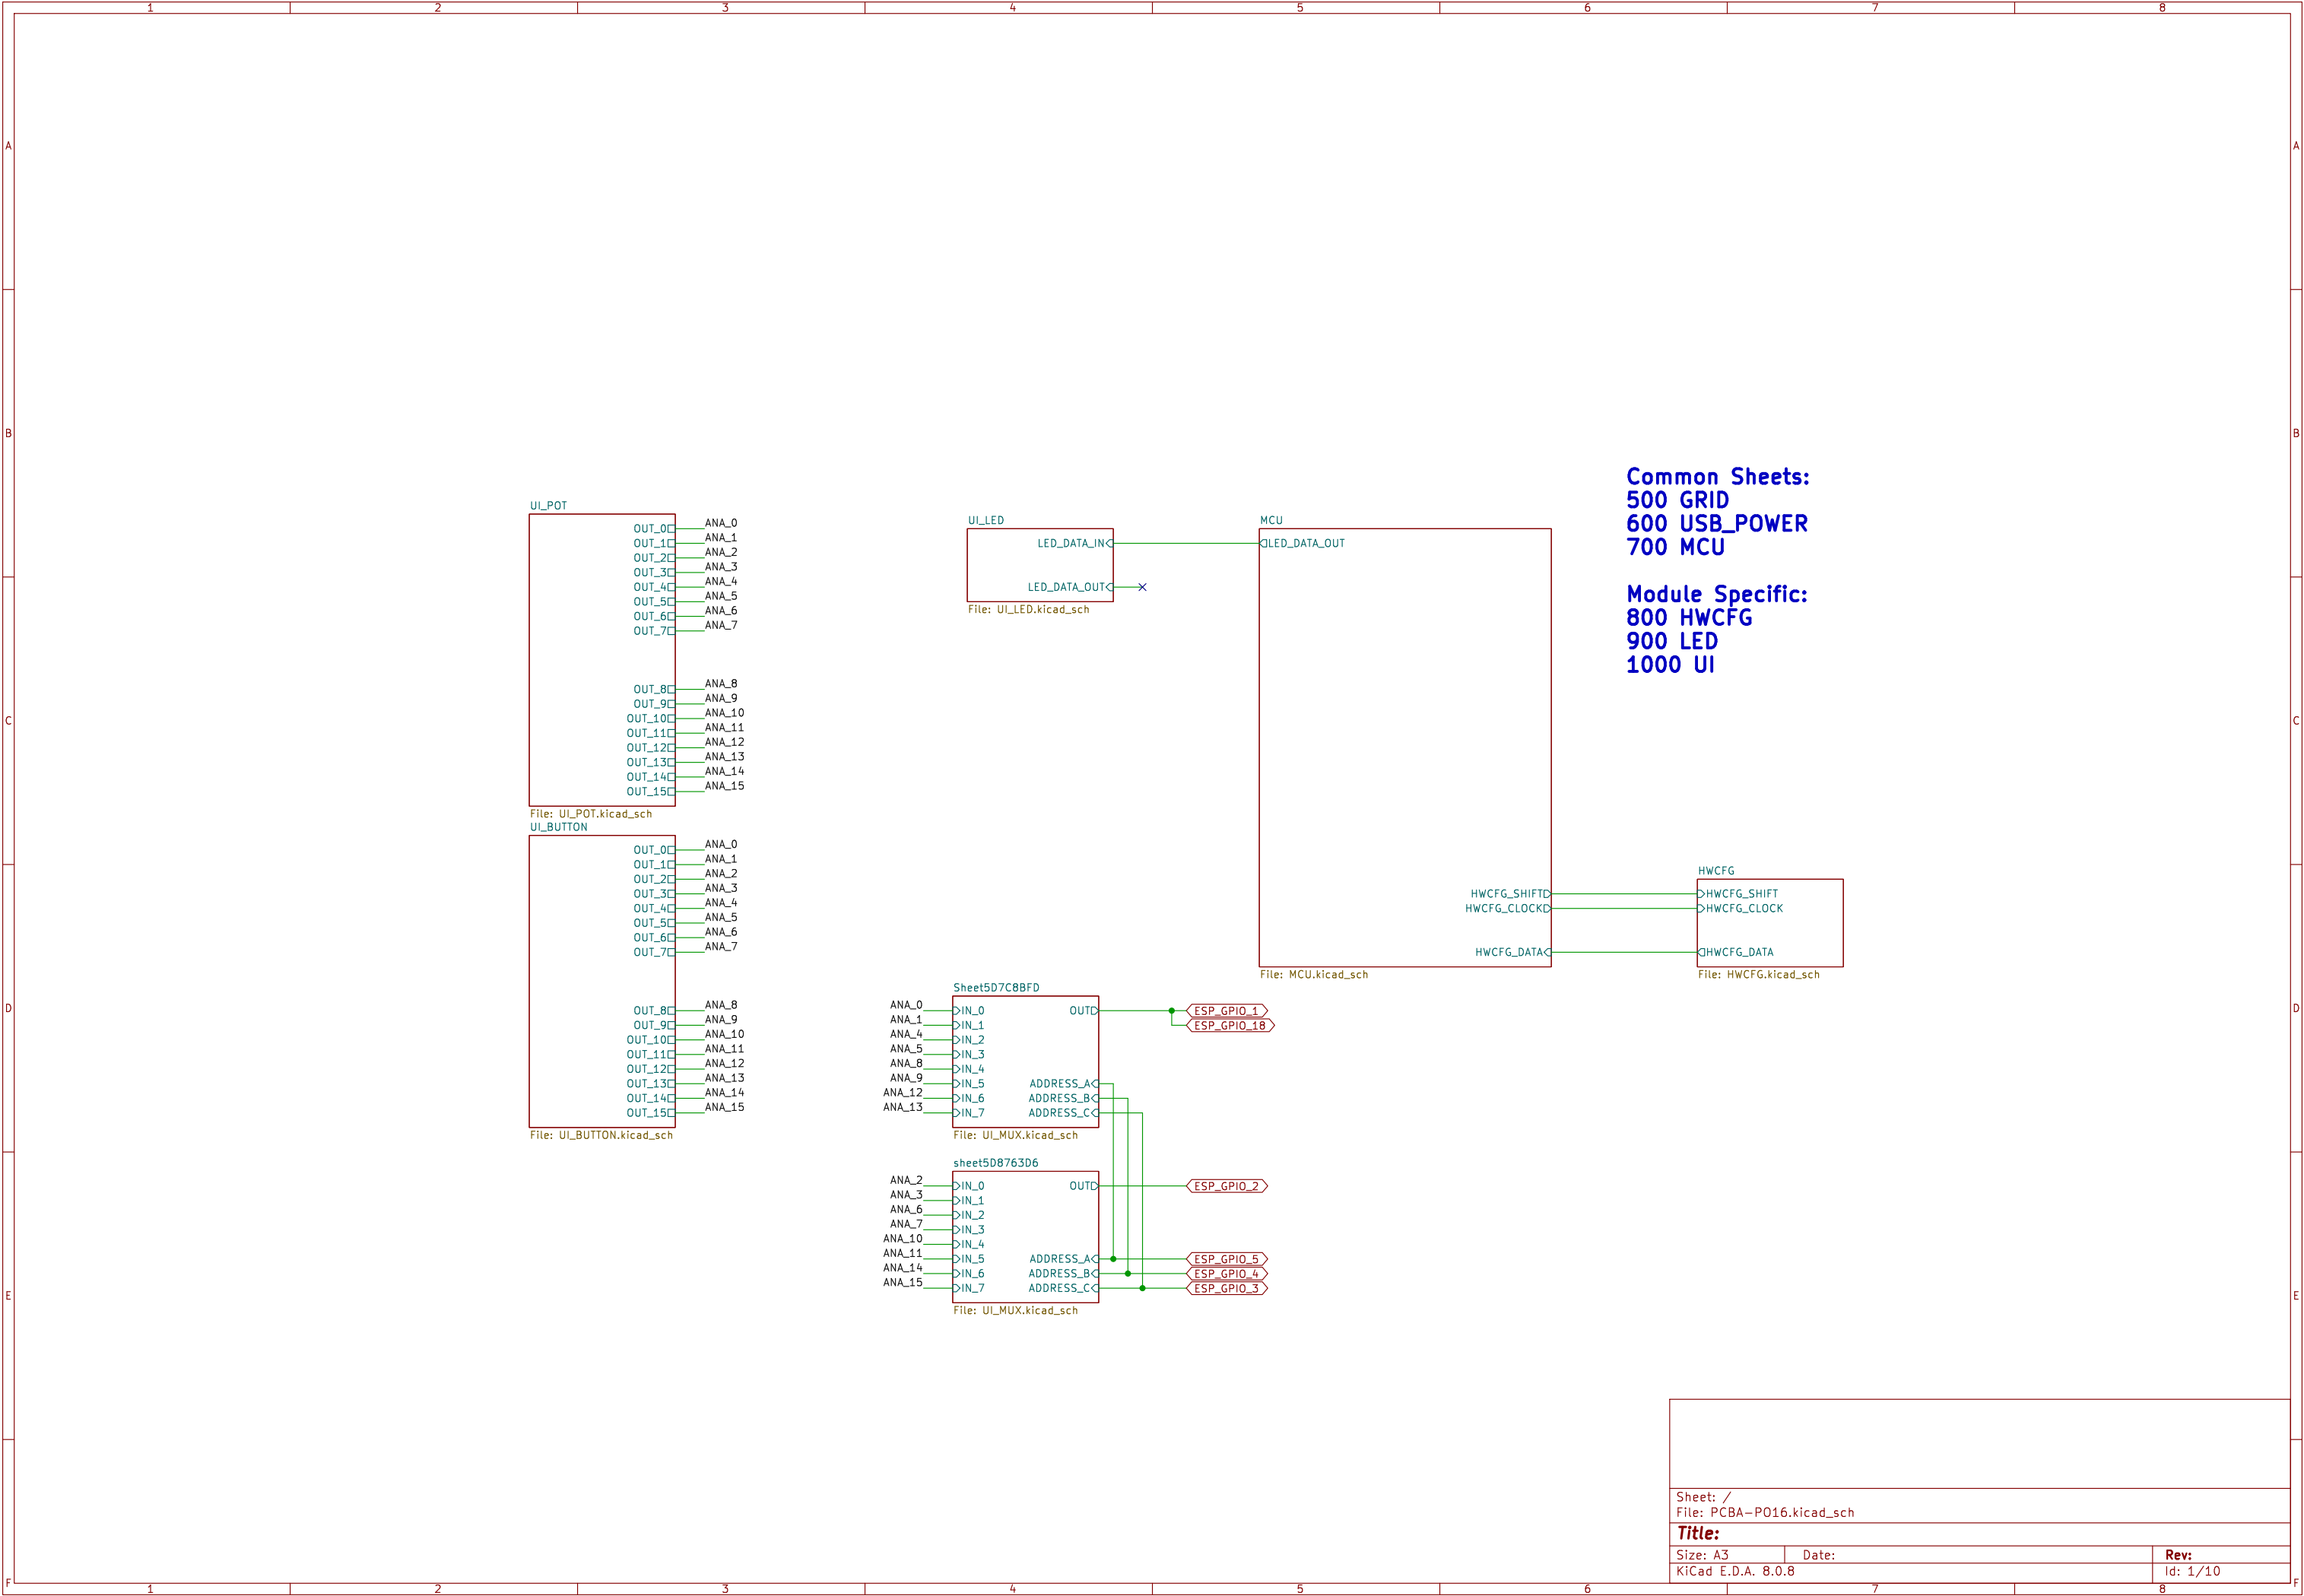 1 2 3 4 5 6 7 8
A A
B B
C C
D D
E E
F F
Common Sheets:
500 GRID
600 USB_POWER
700 MCU
Module Specific:
800 HWCFG
900 LED
1000 UI
UI_POT
OUT_0 ANA_0
OUT_1 ANA_1
OUT_2 ANA_2
OUT_3 ANA_3
OUT_4 ANA_4
OUT_5 ANA_5
OUT_6 ANA_6
OUT_7 ANA_7
OUT_8 ANA_8
OUT_9 ANA_9
OUT_10 ANA_10
OUT_11 ANA_11
OUT_12 ANA_12
OUT_13 ANA_13
OUT_14 ANA_14
OUT_15 ANA_15
File: UI_POT.kicad_sch
UI_BUTTON
OUT_0 ANA_0
OUT_1 ANA_1
OUT_2 ANA_2
OUT_3 ANA_3
OUT_4 ANA_4
OUT_5 ANA_5
OUT_6 ANA_6
OUT_7 ANA_7
OUT_8 ANA_8
OUT_9 ANA_9
OUT_10 ANA_10
OUT_11 ANA_11
OUT_12 ANA_12
OUT_13 ANA_13
OUT_14 ANA_14
OUT_15 ANA_15
File: UI_BUTTON.kicad_sch
UI_LED
LED_DATA_IN
LED_DATA_OUT
File: UI_LED.kicad_sch
MCU
LED_DATA_OUT
HWCFG_SHIFT
HWCFG_CLOCK
HWCFG_DATA
File: MCU.kicad_sch
HWCFG
HWCFG_SHIFT
HWCFG_CLOCK
HWCFG_DATA
File: HWCFG.kicad_sch
Sheet5D7C8BFD
ANA_0 IN_0 OUT ESP_GPIO_1
ANA_1 IN_1 ESP_GPIO_18
ANA_4 IN_2
ANA_5 IN_3
ANA_8 IN_4
ANA_9 IN_5 ADDRESS_A
ANA_12 IN_6 ADDRESS_B
ANA_13 IN_7 ADDRESS_C
File: UI_MUX.kicad_sch
sheet5D8763D6
ANA_2 IN_0 OUT ESP_GPIO_2
ANA_3 IN_1
ANA_6 IN_2
ANA_7 IN_3
ANA_10 IN_4
ANA_11 IN_5 ADDRESS_A ESP_GPIO_5
ANA_14 IN_6 ADDRESS_B ESP_GPIO_4
ANA_15 IN_7 ADDRESS_C ESP_GPIO_3
File: UI_MUX.kicad_sch
Sheet: /
File: PCBA-PO16.kicad_sch
Title:
Size: A3 Date: Rev:
KiCad E.D.A. 8.0.8 Id: 1/10
1 2 3 4 5 6 7 8